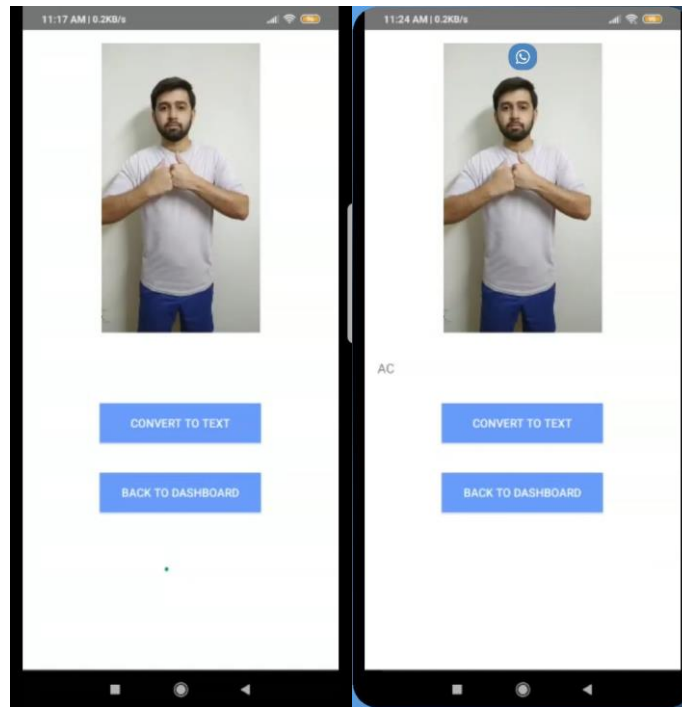 11:17 AM | 0.2KB/s
CONVERT TO TEXT
BACK TO DASHBOARD
11:24 AM | 0.2KB/s
AC
CONVERT TO TEXT
BACK TO DASHBOARD